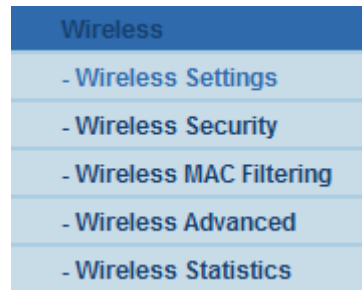 Wireless
- Wireless Settings
- Wireless Security
- Wireless MAC Filtering
- Wireless Advanced
- Wireless Statistics